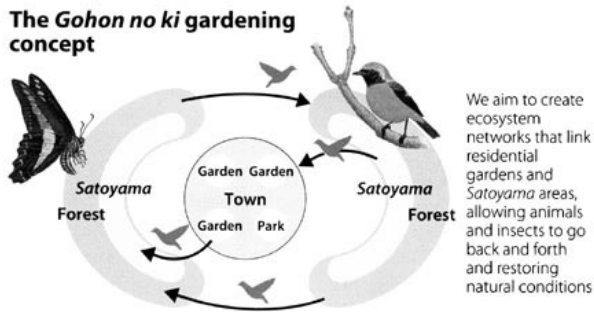 The Gohon no ki gardening
concept
Garden Garden
Satoyama
Town
Satoyama
Forest
Garden Park
Forest
We aim to create
ecosystem
networks that link
residential
gardens and
Satoyama areas,
allowing animals
and insects to go
back and forth
and restoring
natural conditions